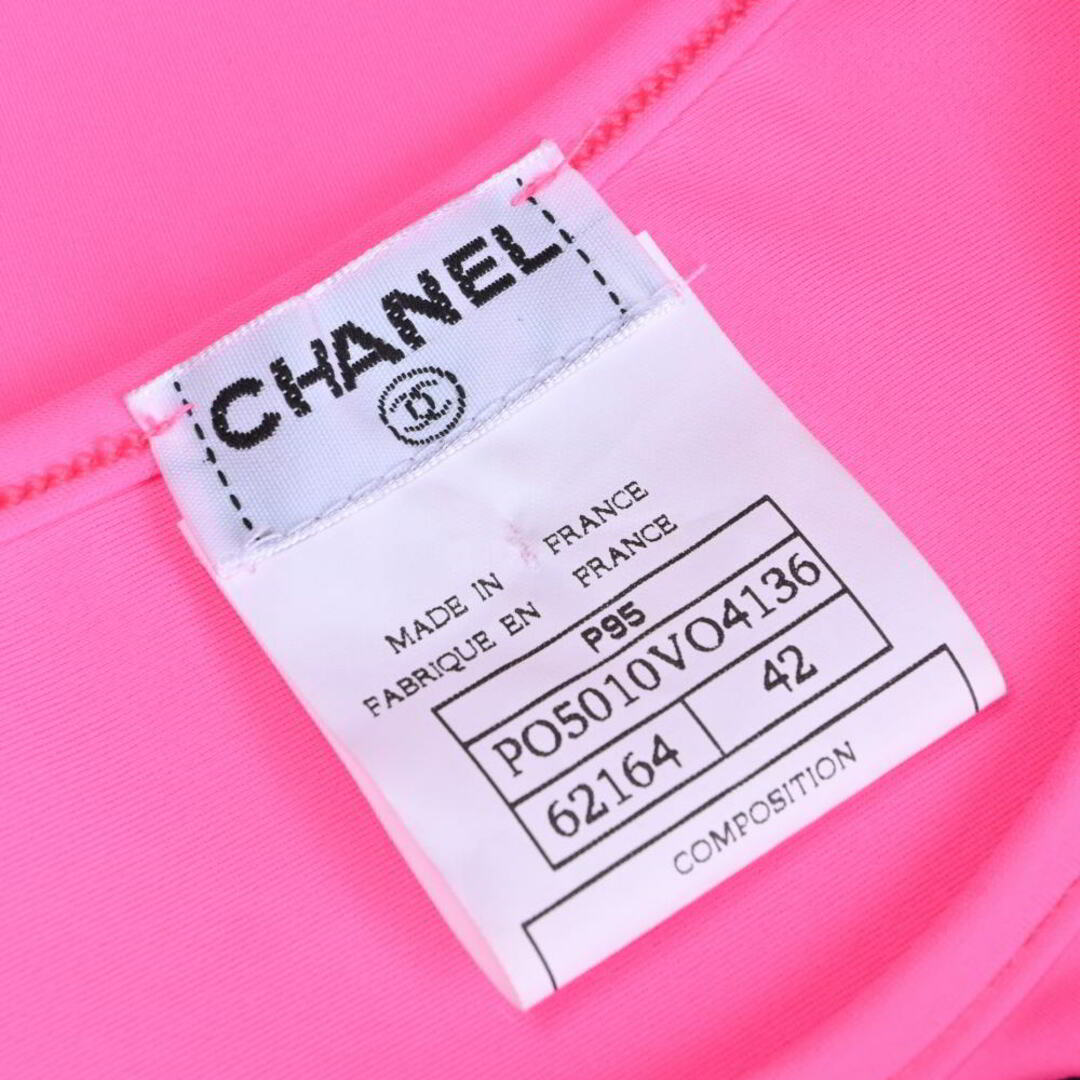 CHANEL
MADE IN FRANCE
FABRIQUE EN FRANCE
P95
PO5010VO4136
62164 42
COMPOSITION